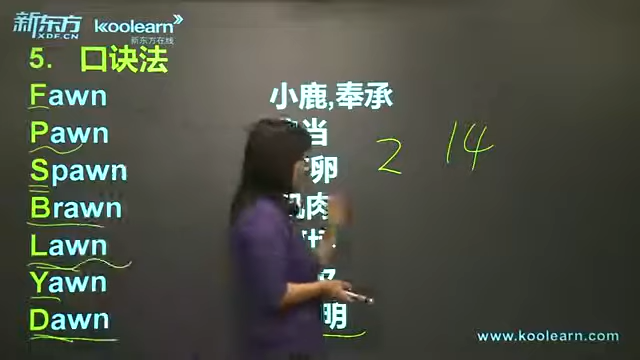 新东方 koolearn
XDF.CN 新东方在线
5. 口诀法
Fawn 小鹿,奉承
Pawn 当
Spawn 卵
Brawn 肌肉
Lawn
Yawn
Dawn 明
2 14
www.koolearn.com